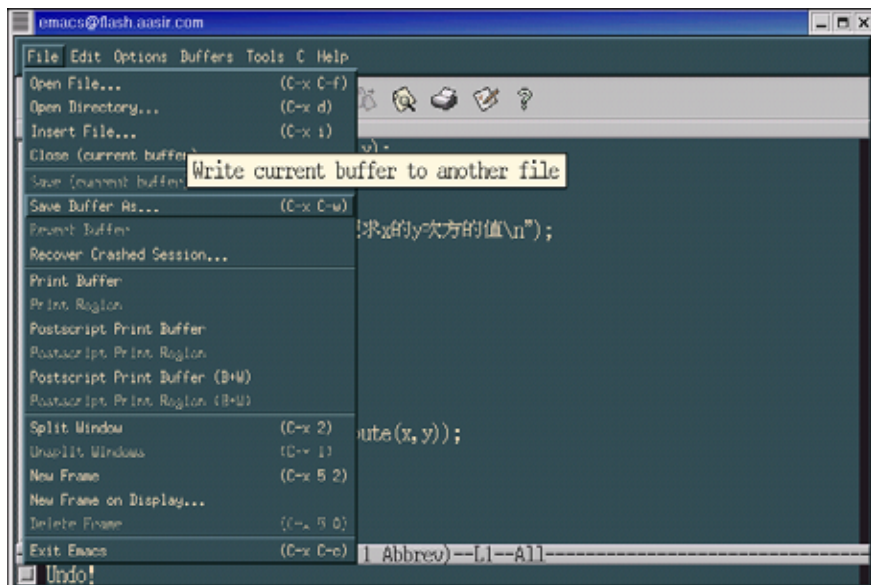 emacs@flash.aasir.com
File Edit Options Buffers Tools C Help
Open File... (C-x C-f)
Open Directory... (C-x d)
Insert File... (C-x i)
Close (current buffer) y);
Write current buffer to another file
Save (current buffer)
Save Buffer As... (C-x C-w)
Revert Buffer 求x的y次方的值\n");
Recover Crashed Session...
Print Buffer
Print Region
Postscript Print Buffer
Postscript Print Region
Postscript Print Buffer (B+W)
Postscript Print Region (B+W)
Split Window (C-x 2) ute(x,y));
Unsplit Windows (C-x 1)
New Frame (C-x 5 2)
New Frame on Display...
Delete Frame (C-x 5 0)
Exit Emacs (C-x C-c) 1 Abbrev)--L1--All
Undo!